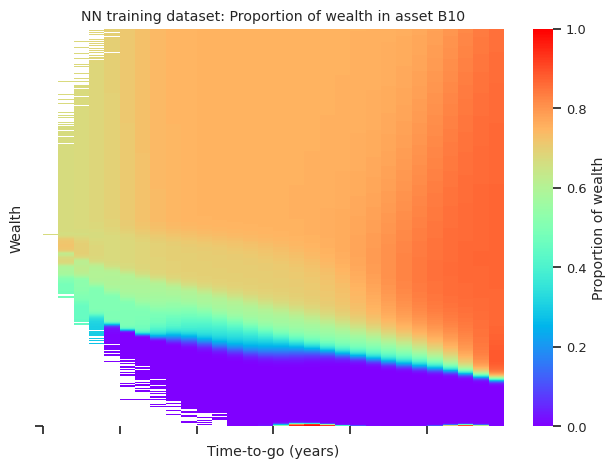 NN training dataset: Proportion of wealth in asset B10
Wealth
Time-to-go (years)
1.0
0.8
0.6
0.4
0.2
0.0
Proportion of wealth